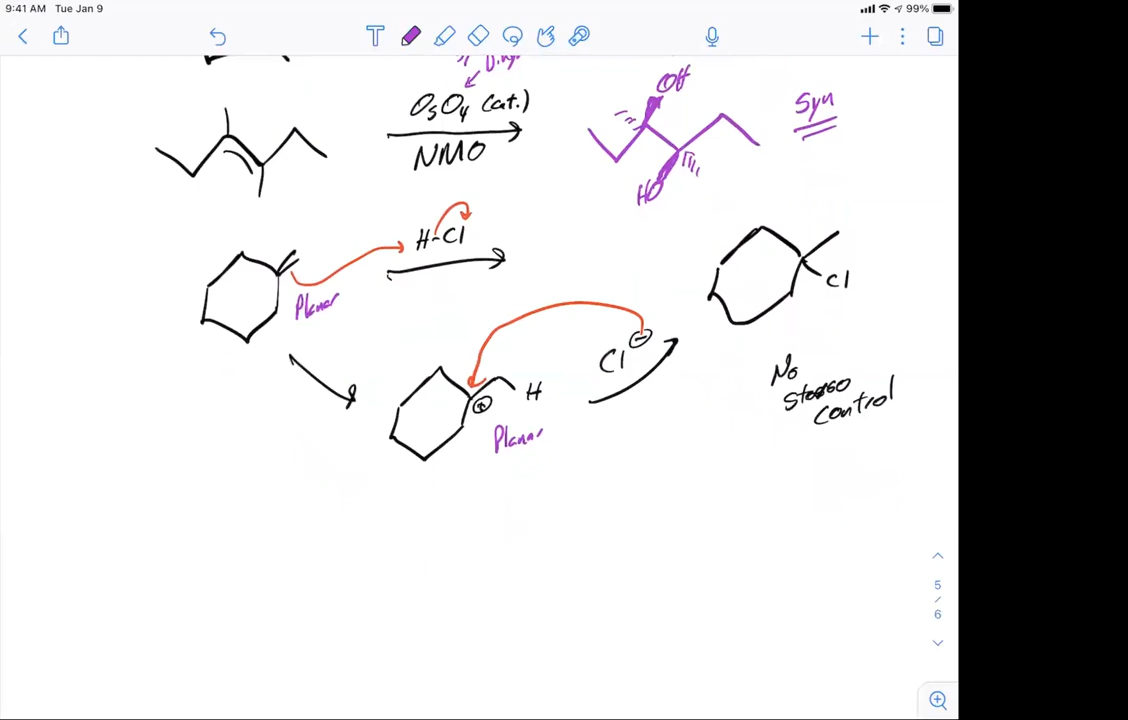 9:41 AM Tue Jan 9
99%
T
OsO4 (cat.)
NMO
OH
HO
Syn
H-Cl
Planar
Cl
Cl
H
Planar
No
stereo
control
5
/
6